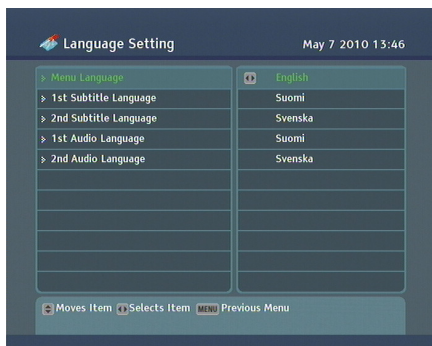 Language Setting May 7 2010 13:46
Menu Language English
1st Subtitle Language Suomi
2nd Subtitle Language Svenska
1st Audio Language Suomi
2nd Audio Language Svenska
Moves Item Selects Item MENU Previous Menu